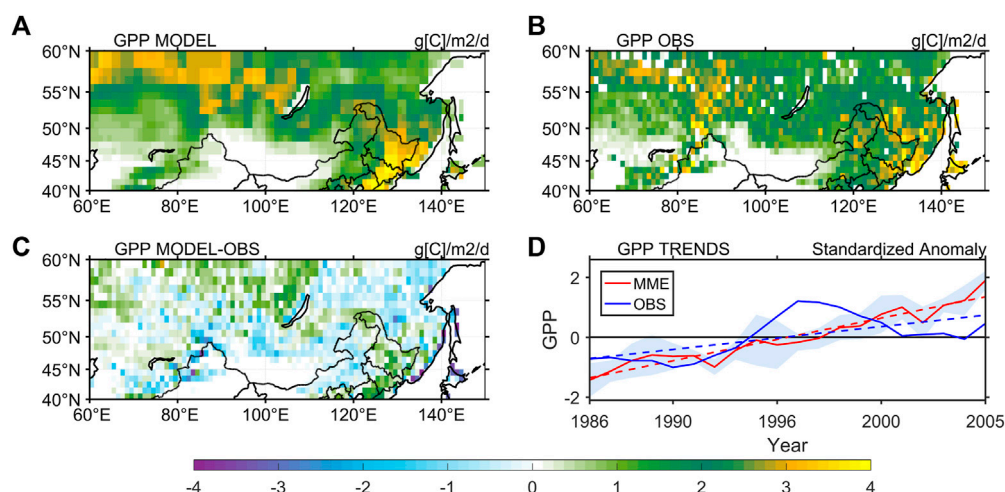 A
GPP MODEL g[C]/m2/d
60°N
55°N
50°N
45°N
40°N
60°E 80°E 100°E 120°E 140°E
B
GPP OBS g[C]/m2/d
60°N
55°N
50°N
45°N
40°N
60°E 80°E 100°E 120°E 140°E
C
GPP MODEL-OBS g[C]/m2/d
60°N
55°N
50°N
45°N
40°N
60°E 80°E 100°E 120°E 140°E
D
GPP TRENDS Standardized Anomaly
MME
OBS
GPP
2
0
-2
1986 1990 1996 2000 2005
Year
-4 -3 -2 -1 0 1 2 3 4